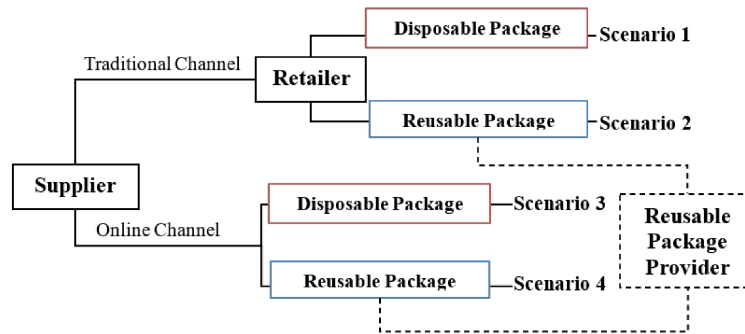 Disposable Package
Scenario 1
Traditional Channel
Retailer
Reusable Package
Scenario 2
Supplier
Disposable Package
Scenario 3
Online Channel
Reusable Package
Scenario 4
Reusable
Package
Provider